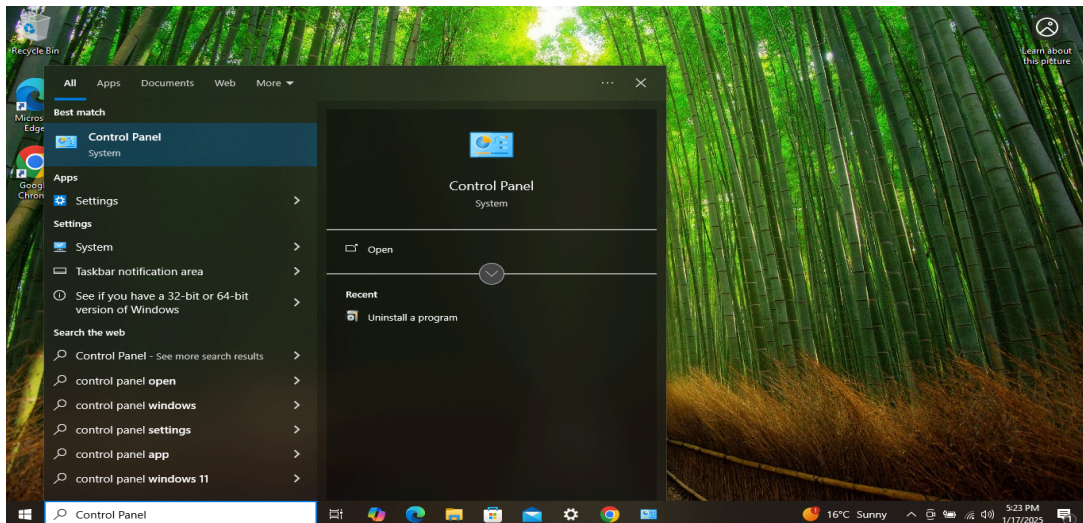 Recycle Bin
Learn about
this picture
Micros
Edge
Googl
Chron
All Apps Documents Web More
Best match
Control Panel
System
Apps
Settings
Settings
System
Taskbar notification area
See if you have a 32-bit or 64-bit
version of Windows
Search the web
Control Panel - See more search results
control panel open
control panel windows
control panel settings
control panel app
control panel windows 11
Control Panel
System
Open
Recent
Uninstall a program
Control Panel
16°C Sunny
5:23 PM
1/17/2025